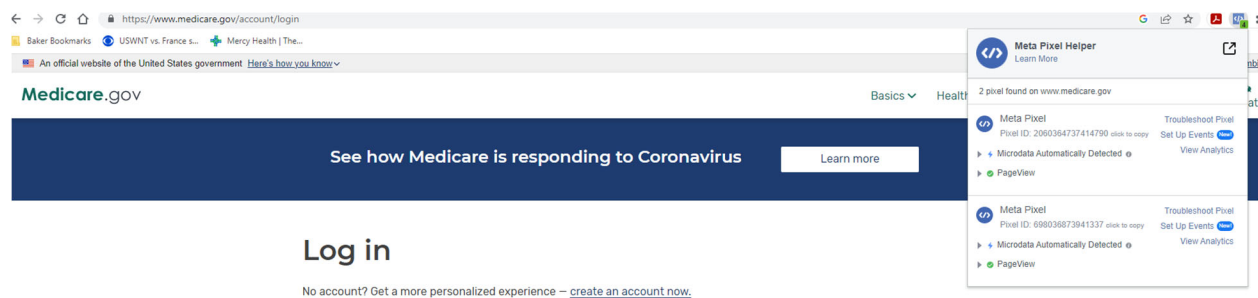 https://www.medicare.gov/account/login
Baker Bookmarks USWNT vs. France s... Mercy Health | The...
An official website of the United States government Here's how you know
Medicare.gov
Basics
Health
See how Medicare is responding to Coronavirus
Learn more
Log in
No account? Get a more personalized experience – create an account now.
Meta Pixel Helper
Learn More
2 pixel found on www.medicare.gov
Meta Pixel Troubleshoot Pixel
Pixel ID: 2060364737414790 click to copy Set Up Events New!
Microdata Automatically Detected View Analytics
PageView
Meta Pixel Troubleshoot Pixel
Pixel ID: 698036873941337 click to copy Set Up Events New!
Microdata Automatically Detected View Analytics
PageView